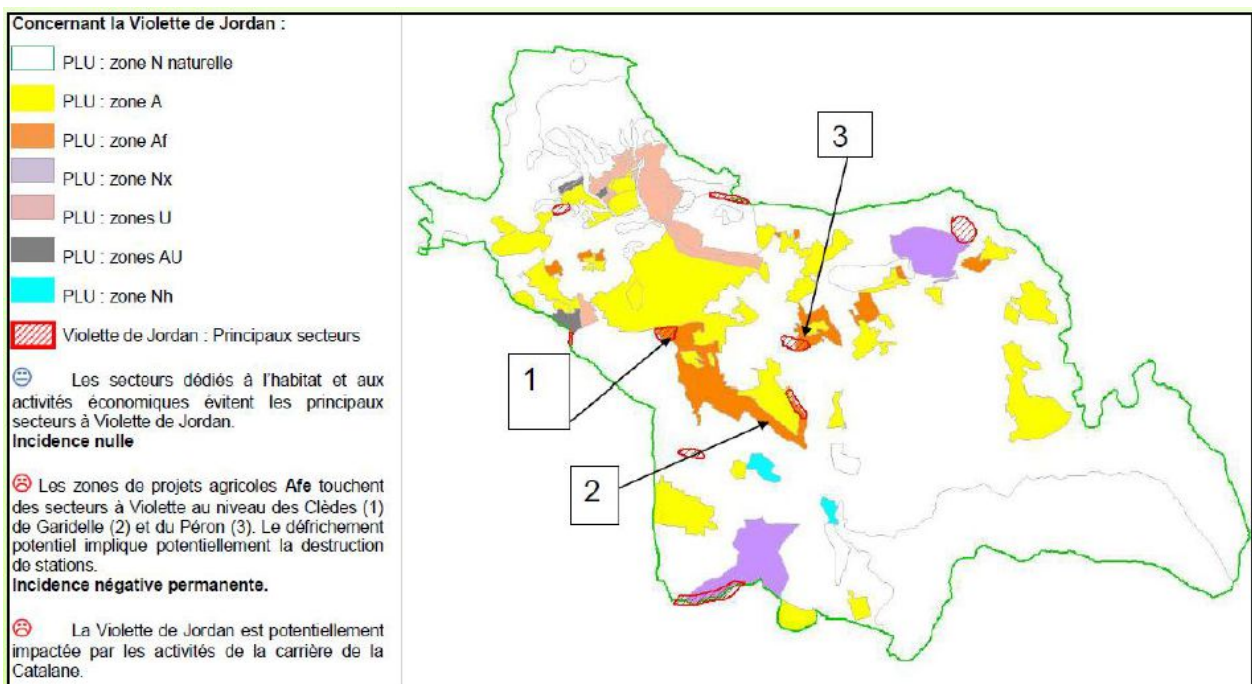 Concernant la Violette de Jordan :
PLU : zone N naturelle
PLU : zone A
PLU : zone Af
PLU : zone Nx
PLU : zones U
PLU : zones AU
PLU : zone Nh
Violette de Jordan : Principaux secteurs
Les secteurs dédiés à l'habitat et aux
activités économiques évitent les principaux
secteurs à Violette de Jordan.
Incidence nulle
Les zones de projets agricoles Afe touchent
des secteurs à Violette au niveau des Clèdes (1)
de Garidelle (2) et du Péron (3). Le défrichement
potentiel implique potentiellement la destruction
de stations.
Incidence négative permanente.
La Violette de Jordan est potentiellement
impactée par les activités de la carrière de la
Catalane.
3
1
2